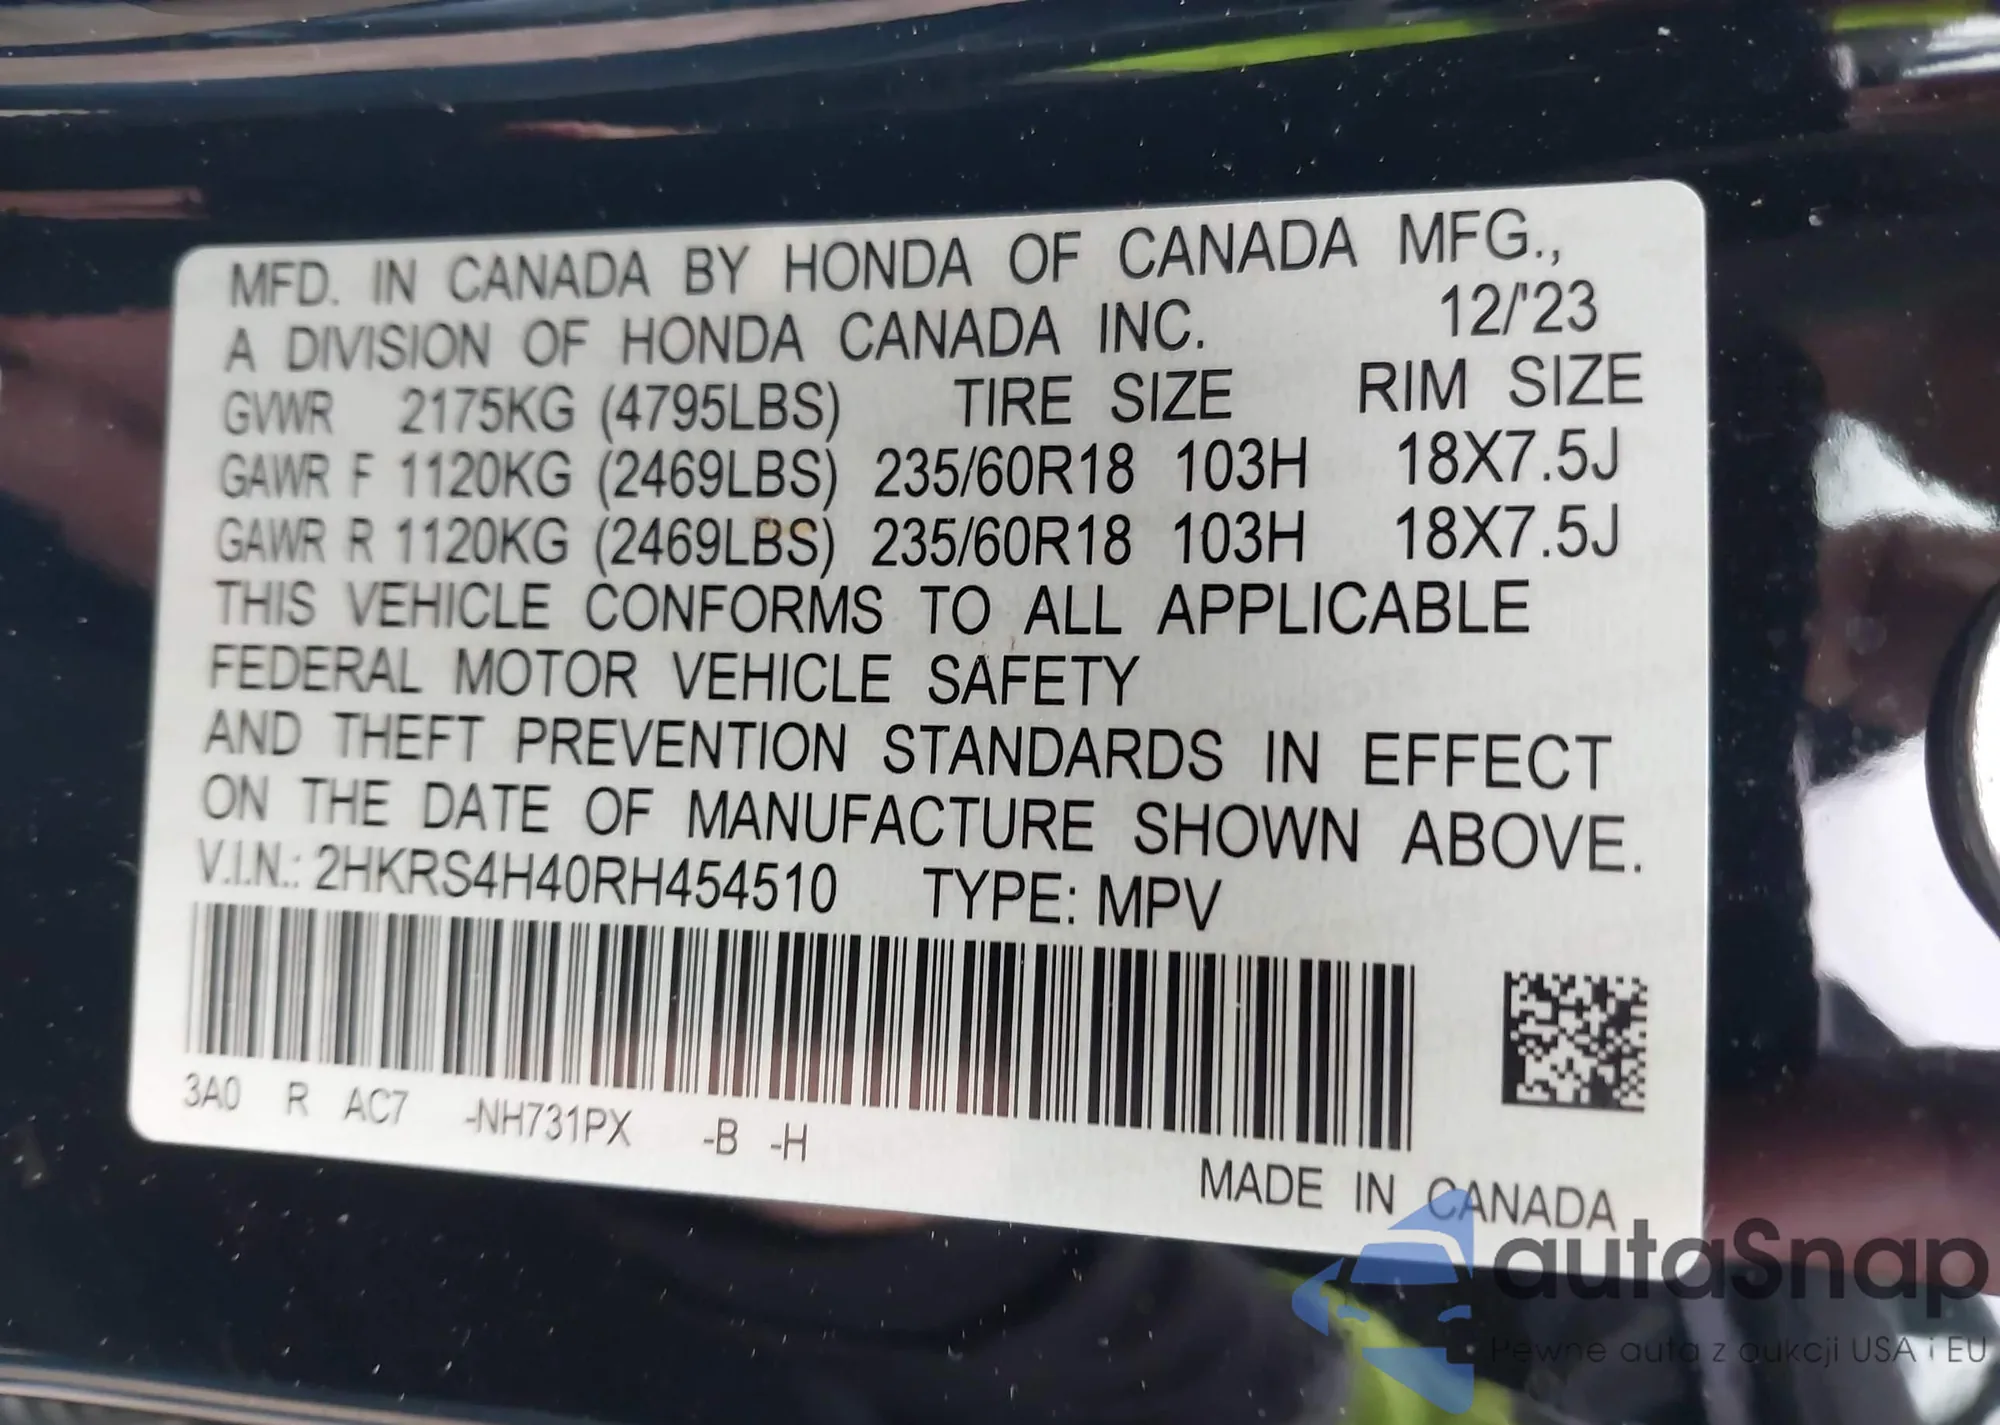 MFD. IN CANADA BY HONDA OF CANADA MFG.,
A DIVISION OF HONDA CANADA INC. 12/'23
GVWR 2175KG (4795LBS) TIRE SIZE RIM SIZE
GAWR F 1120KG (2469LBS) 235/60R18 103H 18X7.5J
GAWR R 1120KG (2469LBS) 235/60R18 103H 18X7.5J
THIS VEHICLE CONFORMS TO ALL APPLICABLE
FEDERAL MOTOR VEHICLE SAFETY
AND THEFT PREVENTION STANDARDS IN EFFECT
ON THE DATE OF MANUFACTURE SHOWN ABOVE.
V.I.N.: 2HKRS4H40RH454510 TYPE: MPV
3A0 R AC7 -NH731PX -B -H
MADE IN CANADA
autaSnap
Pewne auta z aukcji USA i EU